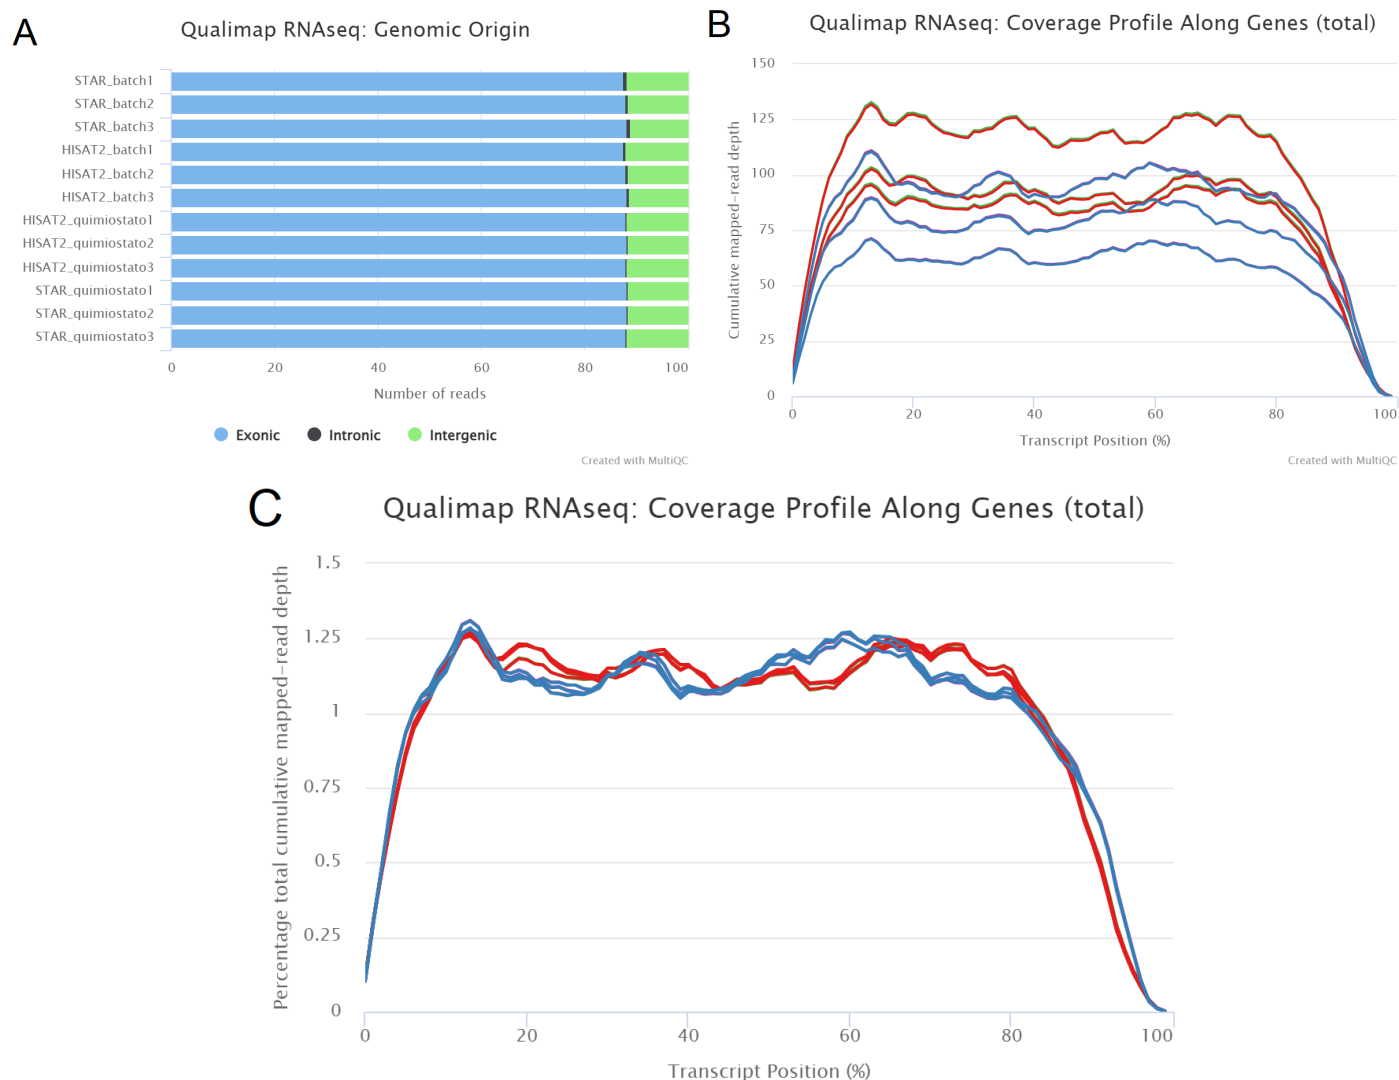 A
Qualimap RNAseq: Genomic Origin
STAR_batch1
STAR_batch2
STAR_batch3
HISAT2_batch1
HISAT2_batch2
HISAT2_batch3
HISAT2_quimiostato1
HISAT2_quimiostato2
HISAT2_quimiostato3
STAR_quimiostato1
STAR_quimiostato2
STAR_quimiostato3
0 20 40 60 80 100
Number of reads
Exonic Intronic Intergenic
Created with MultiQC
B
Qualimap RNAseq: Coverage Profile Along Genes (total)
Cumulative mapped-read depth
150
125
100
75
50
25
0
0 20 40 60 80 100
Transcript Position (%)
Created with MultiQC
C
Qualimap RNAseq: Coverage Profile Along Genes (total)
Percentage total cumulative mapped-read depth
1.5
1.25
1
0.75
0.5
0.25
0
0 20 40 60 80 100
Transcript Position (%)